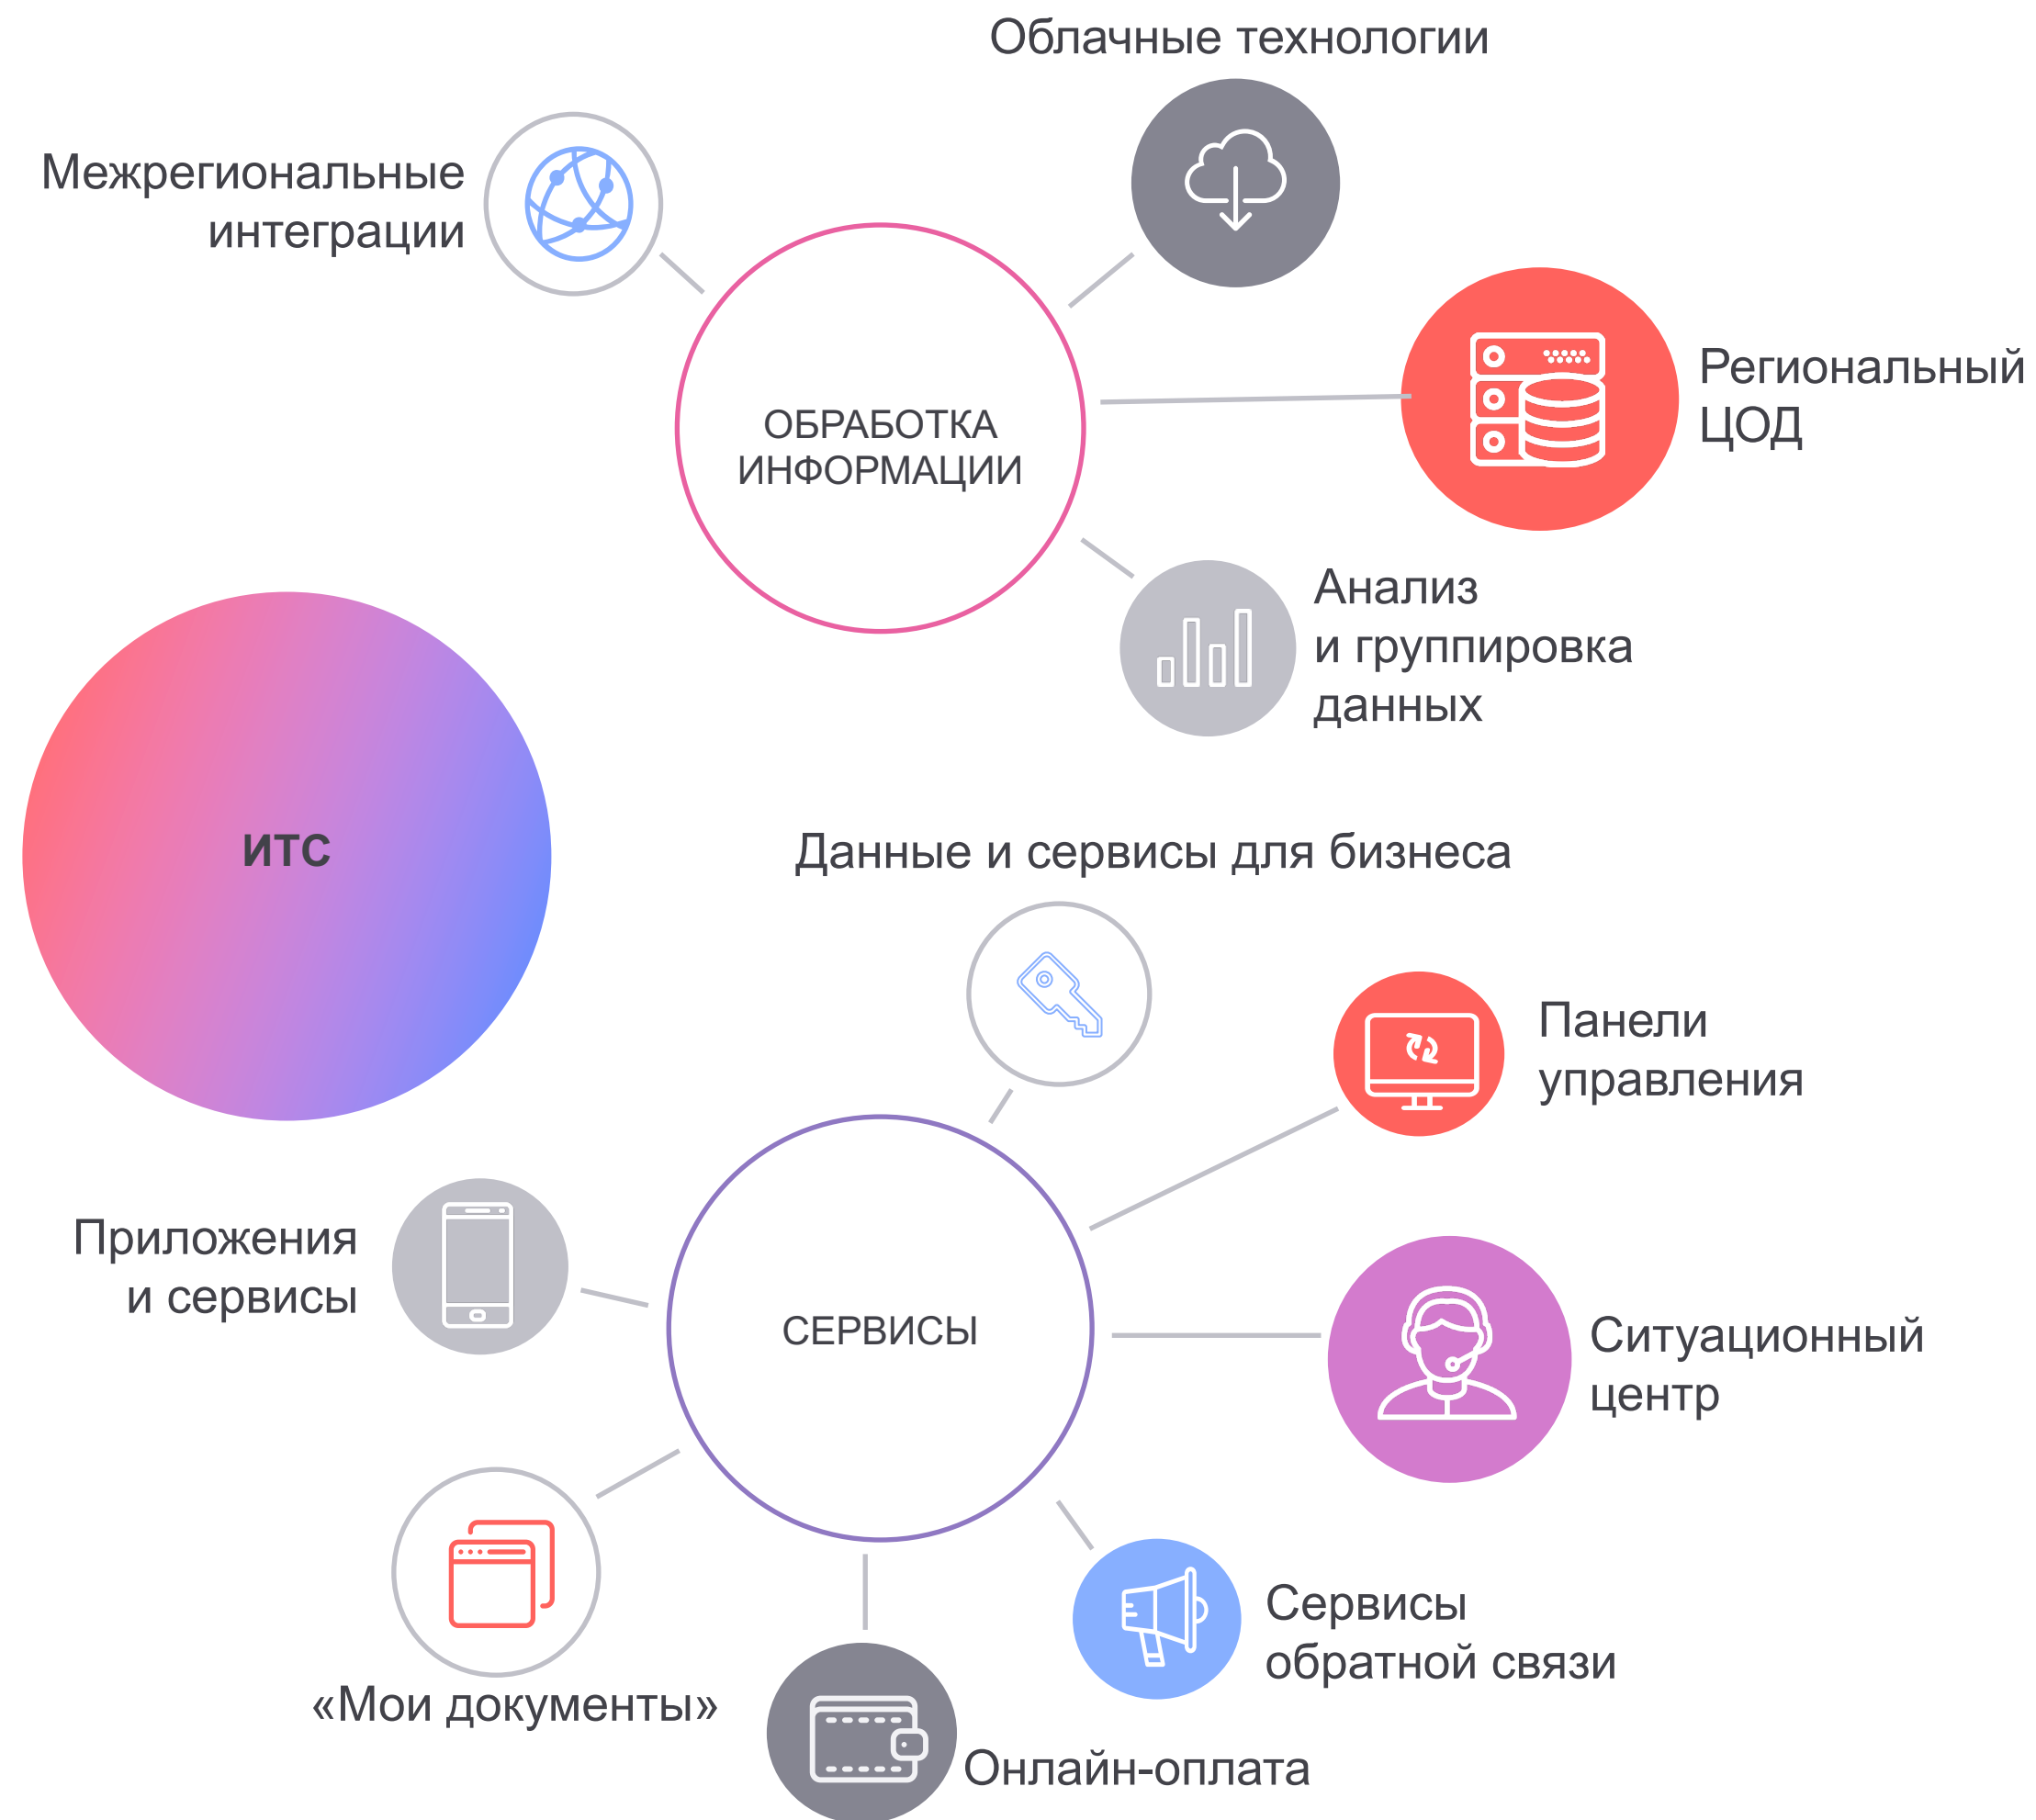 Облачные технологии
Межрегиональные
интеграции
Региональный
ЦОД
ОБРАБОТКА
ИНФОРМАЦИИ
Анализ
и группировка
данных
ИТС
Данные и сервисы для бизнеса
Панели
управления
Приложения
и сервисы
СЕРВИСЫ
Ситуационный
центр
Сервисы
обратной связи
«Мои документы»
Онлайн-оплата